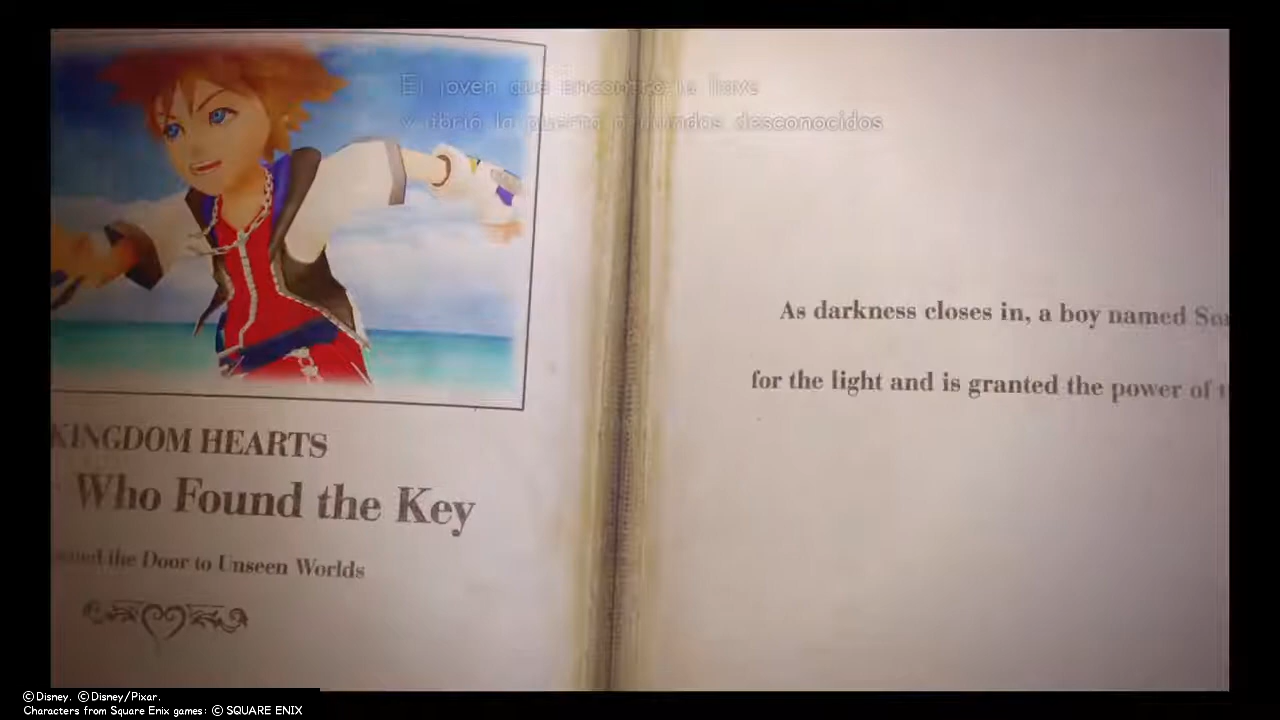 El joven que encontró la llave
y abrió la puerta a mundos desconocidos
As darkness closes in, a boy named
for the light and is granted the power of
KINGDOM HEARTS
Who Found the Key
the Door to Unseen Worlds
©Disney. ©Disney/Pixar.
Characters from Square Enix games: © SQUARE ENIX